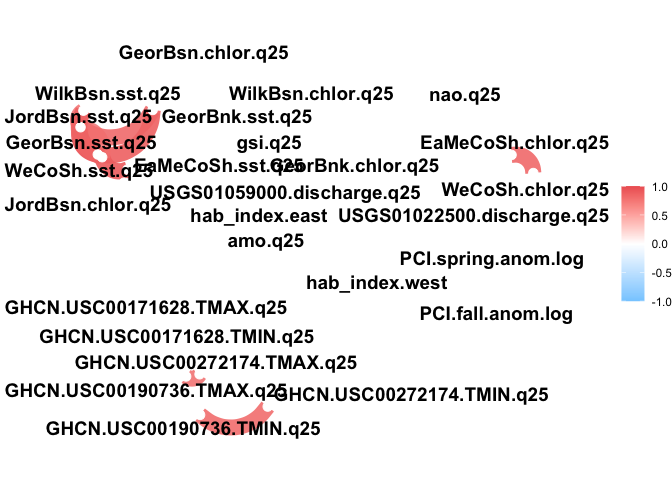 GeorBsn.chlor.q25
WilkBsn.sst.q25
WilkBsn.chlor.q25
nao.q25
JordBsn.sst.q25
GeorBnk.sst.q25
GeorBsn.sst.q25
gsi.q25
EaMeCoSh.chlor.q25
WeCoSh.sst.q25
EaMeCoSh.sst.q25
GeorBnk.chlor.q25
USGS01059000.discharge.q25
WeCoSh.chlor.q25
JordBsn.chlor.q25
hab_index.east
USGS01022500.discharge.q25
amo.q25
PCI.spring.anom.log
hab_index.west
GHCN.USC00171628.TMAX.q25
PCI.fall.anom.log
GHCN.USC00171628.TMIN.q25
GHCN.USC00272174.TMAX.q25
GHCN.USC00190736.TMAX.q25
GHCN.USC00272174.TMIN.q25
GHCN.USC00190736.TMIN.q25
1.0
0.5
0.0
-0.5
-1.0